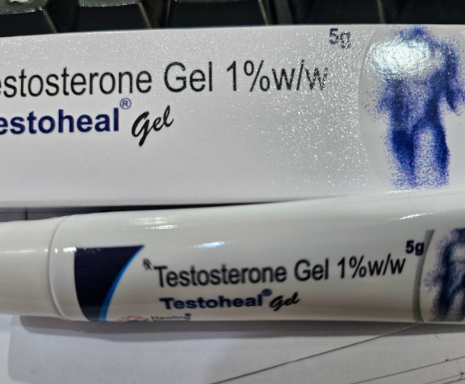 5g
estosterone Gel 1%w/w
estoheal® Gel
5g
℞Testosterone Gel 1%w/w
Testoheal® Gel